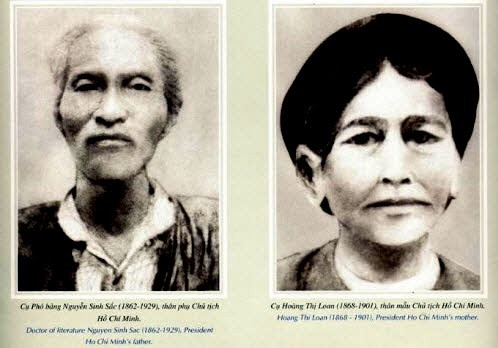 Cụ Phó bảng Nguyễn Sinh Sắc (1862-1929), thân phụ Chủ tịch
Hồ Chí Minh.
Doctor of literature Nguyen Sinh Sac (1862-1929), President
Ho Chi Minh's father.
Cụ Hoàng Thị Loan (1868-1901), thân mẫu Chủ tịch Hồ Chí Minh.
Hoang Thi Loan (1868 - 1901), President Ho Chi Minh's mother.